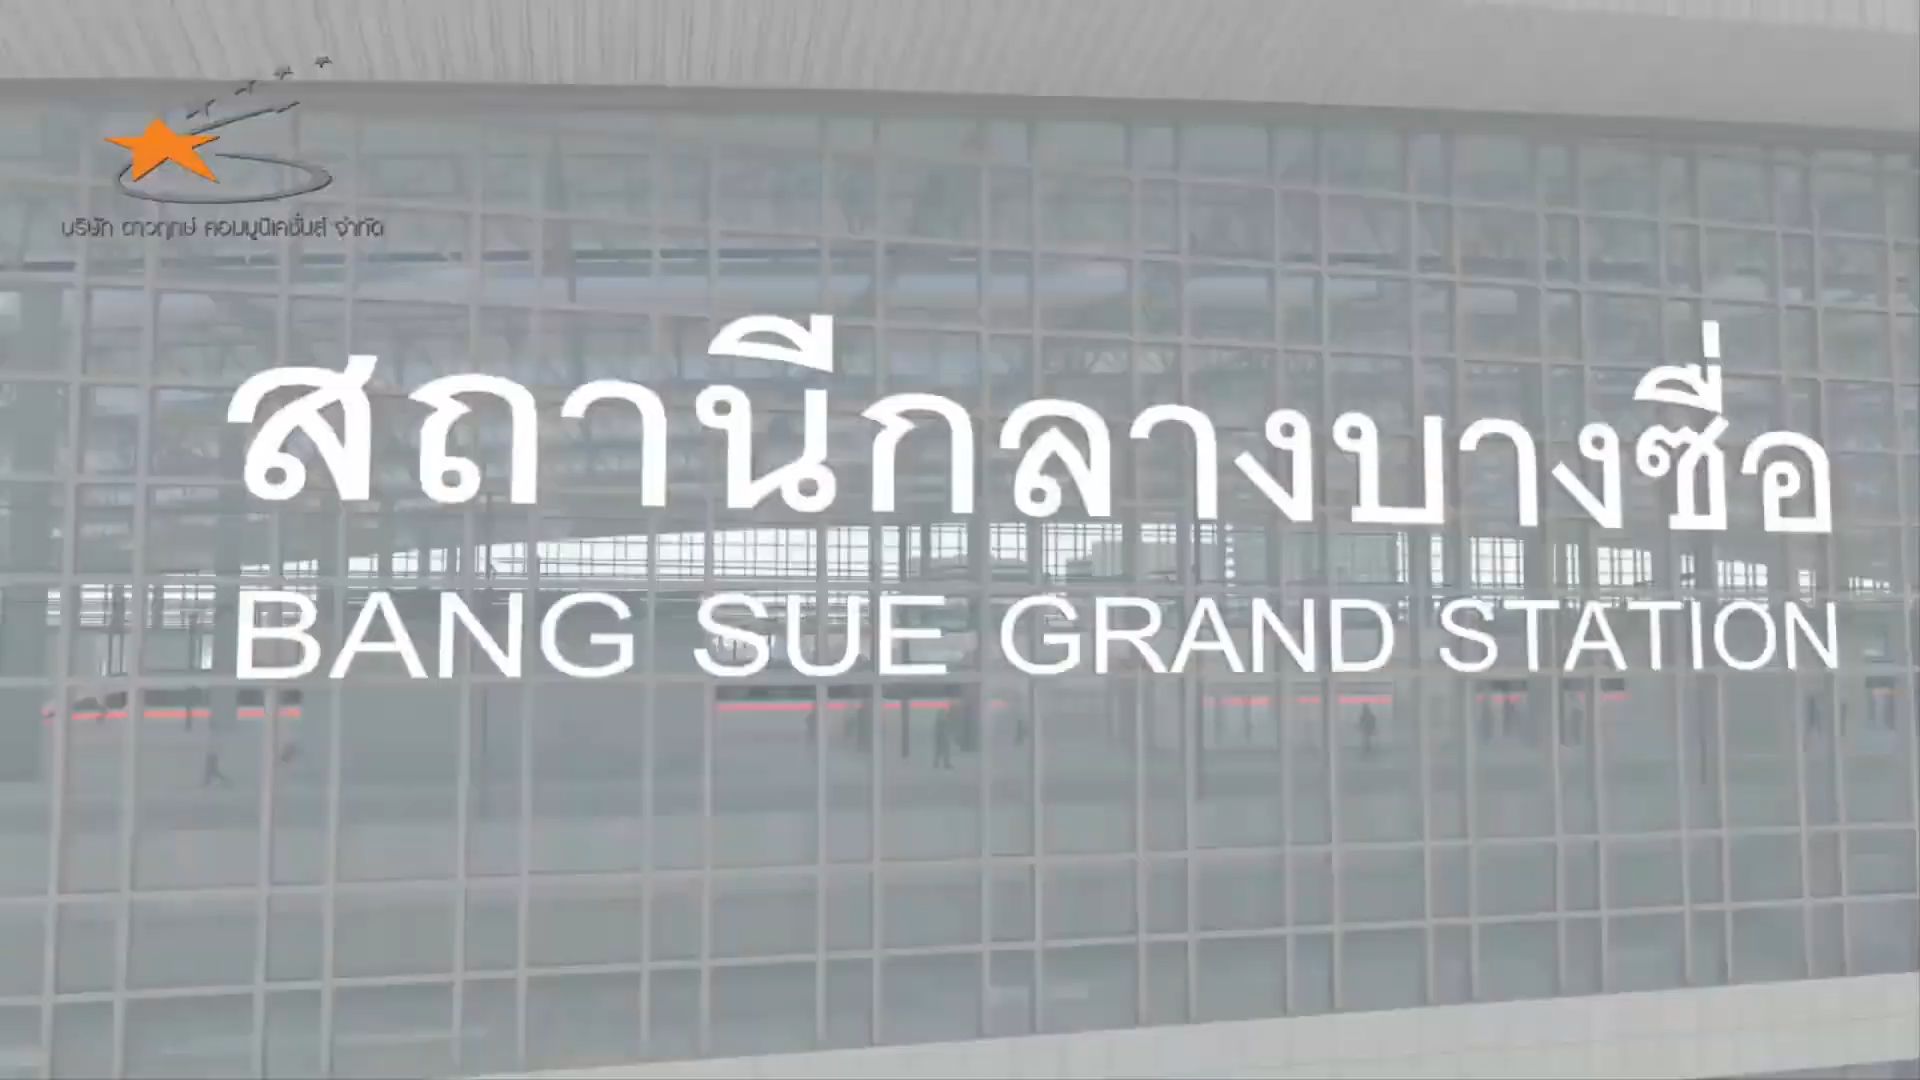 บริษัท ดาวฤกษ์ คอมมูนิเคชั่นส์ จำกัด
สถานีกลางบางซื่อ
BANG SUE GRAND STATION